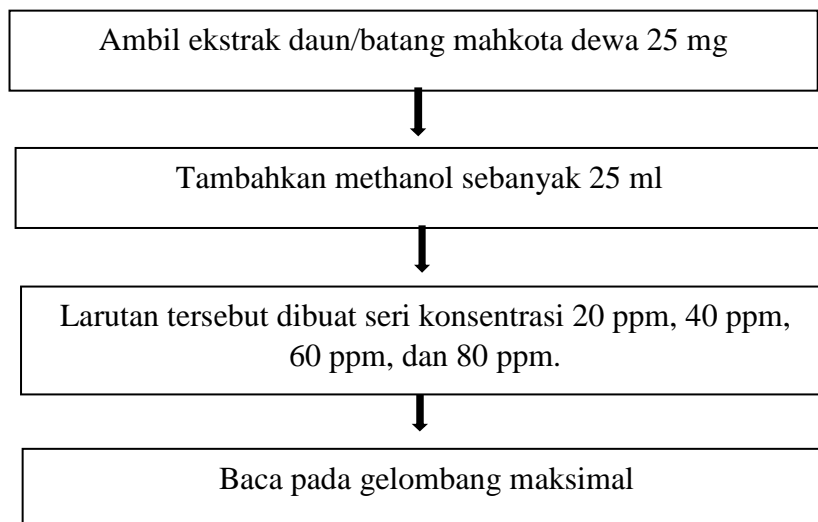 Ambil ekstrak daun/batang mahkota dewa 25 mg
Tambahkan methanol sebanyak 25 ml
Larutan tersebut dibuat seri konsentrasi 20 ppm, 40 ppm,
60 ppm, dan 80 ppm.
Baca pada gelombang maksimal